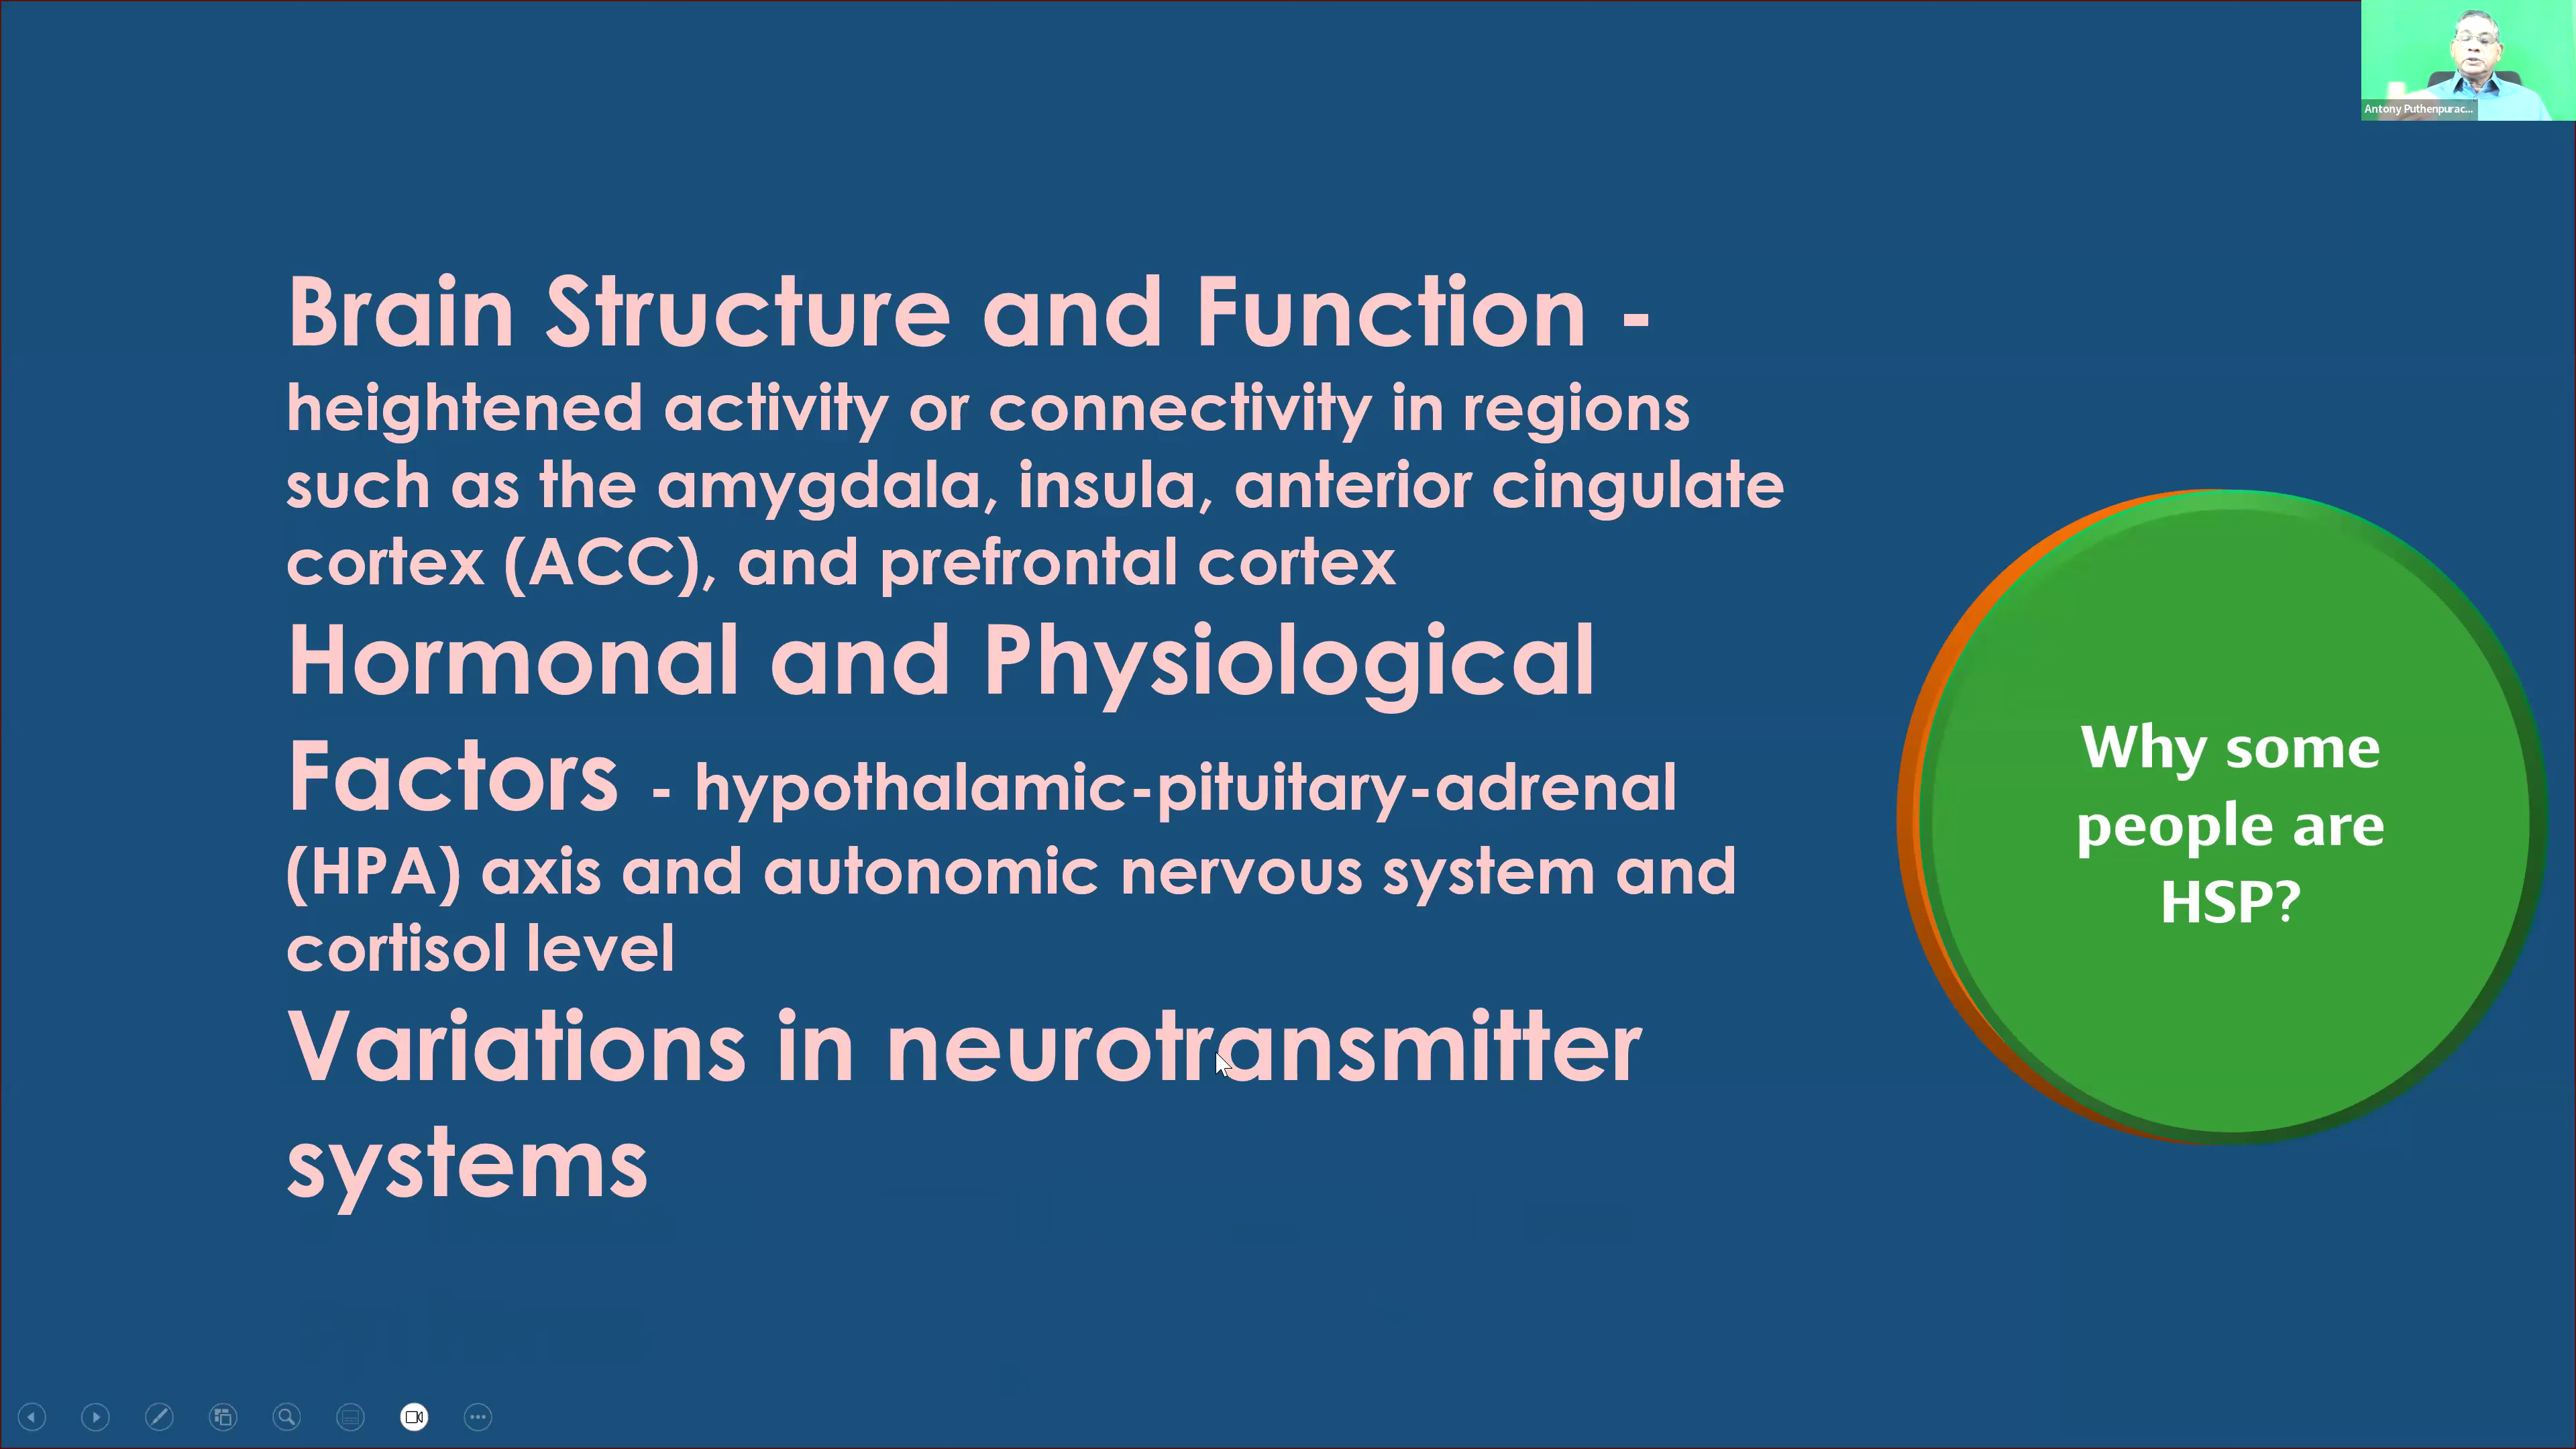 Antony Puthenpurac...
Brain Structure and Function -
heightened activity or connectivity in regions
such as the amygdala, insula, anterior cingulate
cortex (ACC), and prefrontal cortex
Hormonal and Physiological
Factors - hypothalamic-pituitary-adrenal
(HPA) axis and autonomic nervous system and
cortisol level
Variations in neurotransmitter
systems
Why some
people are
HSP?